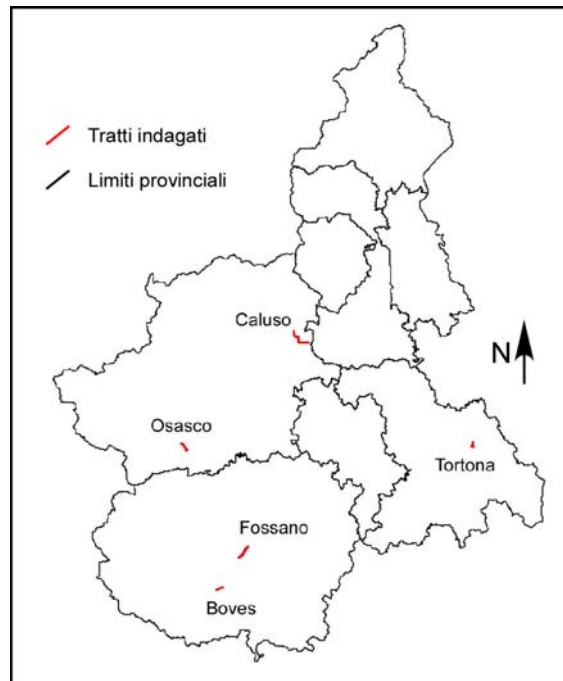 Tratti indagati
Limiti provinciali
Caluso
N
Osasco
Tortona
Fossano
Boves